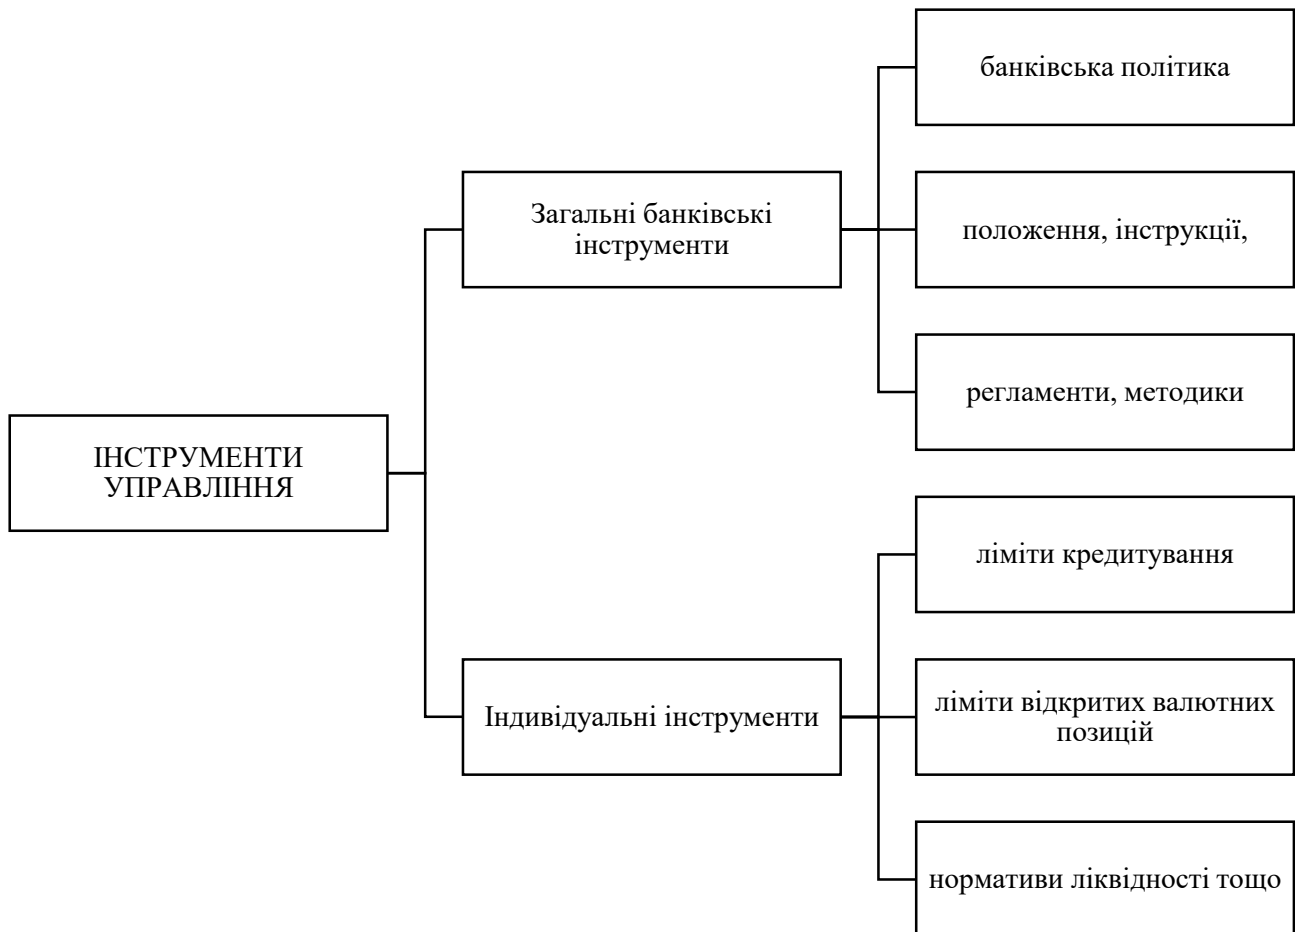 банківська політика
Загальні банківські
інструменти
положення, інструкції,
регламенти, методики
ІНСТРУМЕНТИ
УПРАВЛІННЯ
ліміти кредитування
Індивідуальні інструменти
ліміти відкритих валютних
позицій
нормативи ліквідності тощо